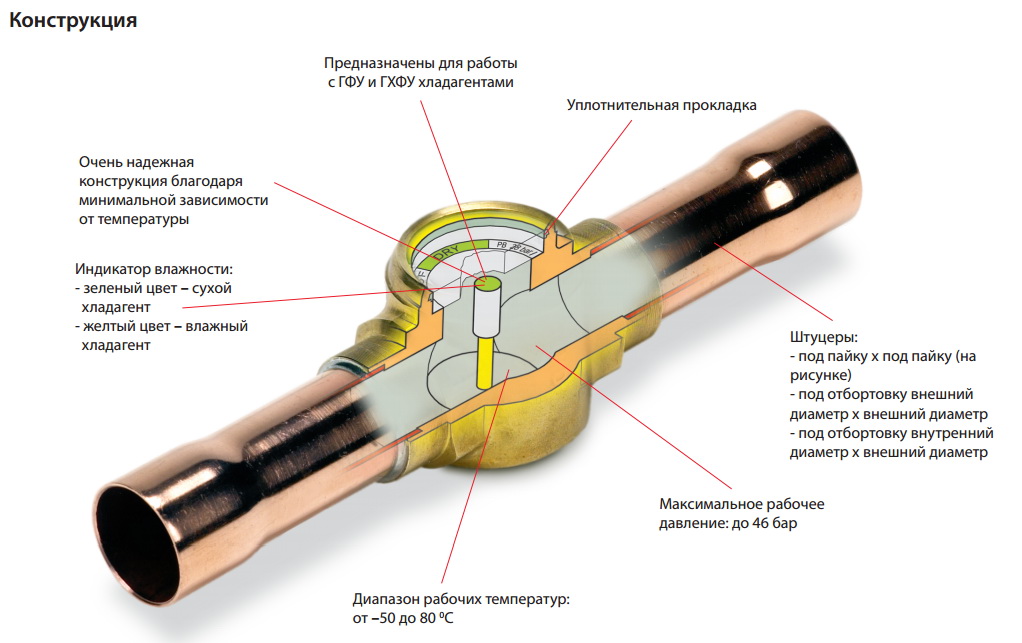 Конструкция
Предназначены для работы
с ГФУ и ГХФУ хладагентами
Уплотнительная прокладка
Очень надежная
конструкция благодаря
минимальной зависимости
от температуры
DRY
PB 28 bar
Индикатор влажности:
- зеленый цвет – сухой
хладагент
- желтый цвет – влажный
хладагент
Штуцеры:
- под пайку x под пайку (на
рисунке)
- под отбортовку внешний
диаметр x внешний диаметр
- под отбортовку внутренний
диаметр x внешний диаметр
Максимальное рабочее
давление: до 46 бар
Диапазон рабочих температур:
от –50 до 80 ⁰C